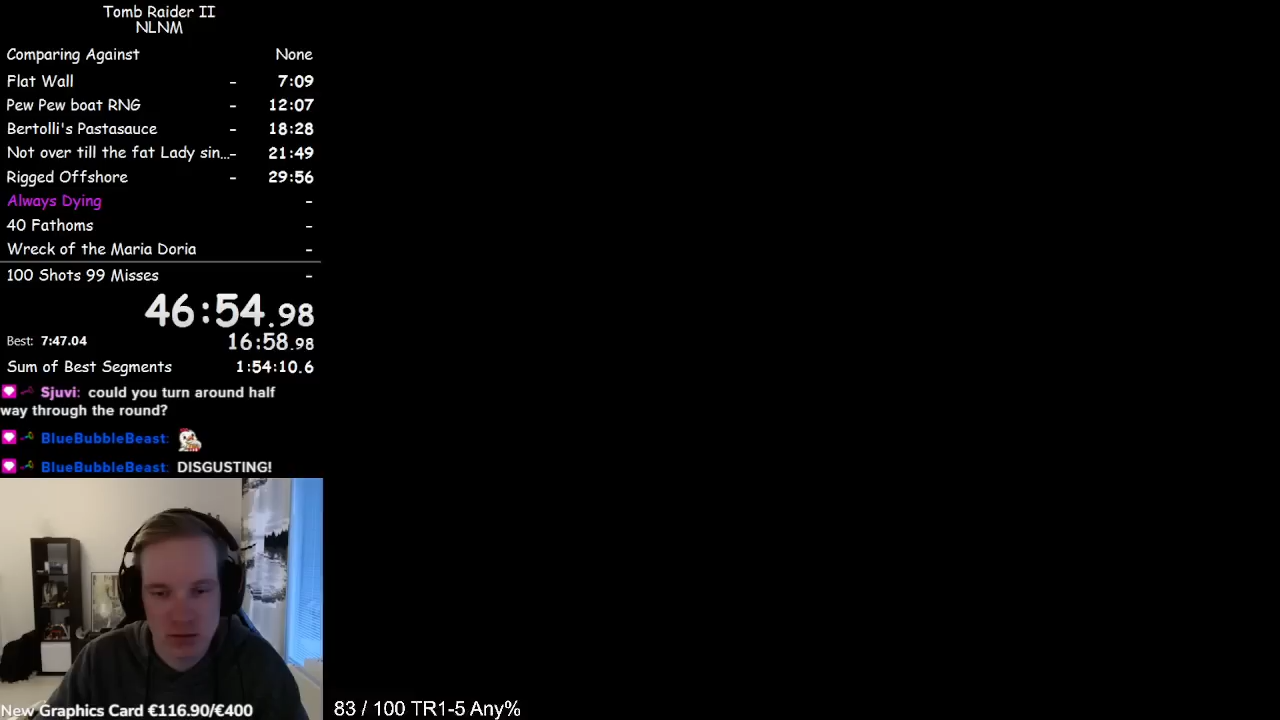 Tomb Raider II
NLNM
Comparing Against None
Flat Wall - 7:09
Pew Pew boat RNG - 12:07
Bertolli's Pastasauce - 18:28
Not over till the fat Lady sin... - 21:49
Rigged Offshore - 29:56
Always Dying -
40 Fathoms -
Wreck of the Maria Doria -
100 Shots 99 Misses -
46:54.98
Best: 7:47.04 16:58.98
Sum of Best Segments 1:54:10.6
Sjuvi: could you turn around half
way through the round?
BlueBubbleBeast:
BlueBubbleBeast: DISGUSTING!
New Graphics Card €116.90/€400
83 / 100 TR1-5 Any%